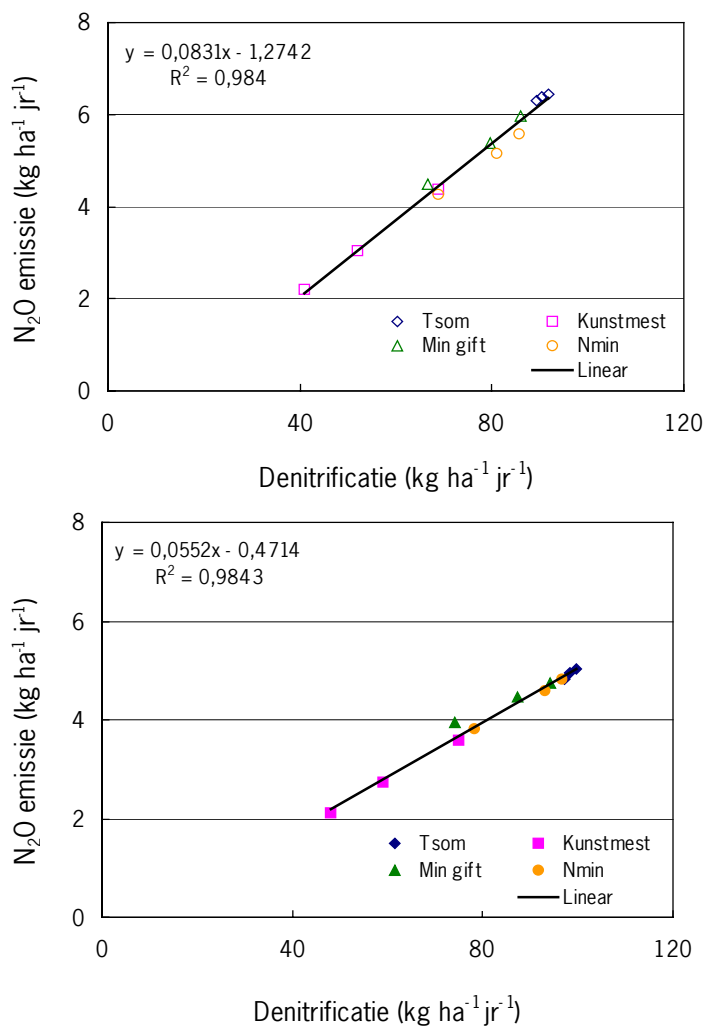 y = 0,0831x - 1,2742
R² = 0,984
N₂O emissie (kg ha⁻¹ jr⁻¹)
8
6
4
2
0
Tsom
Kunstmest
Min gift
Nmin
Linear
0 40 80 120
Denitrificatie (kg ha⁻¹ jr⁻¹)
y = 0,0552x - 0,4714
R² = 0,9843
N₂O emissie (kg ha⁻¹ jr⁻¹)
8
6
4
2
0
Tsom
Kunstmest
Min gift
Nmin
Linear
0 40 80 120
Denitrificatie (kg ha⁻¹ jr⁻¹)